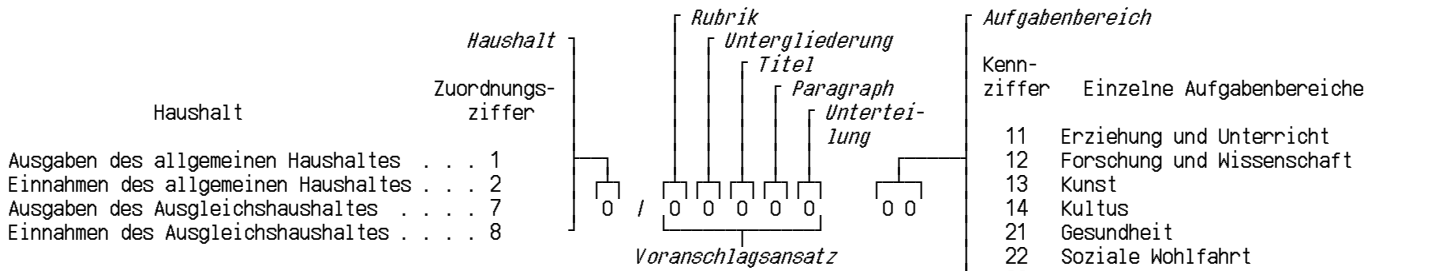 Rubrik Aufgabenbereich
Haushalt Untergliederung
Titel Kenn-
Zuordnungs- Paragraph ziffer Einzelne Aufgabenbereiche
Haushalt ziffer Untertei-
lung 11 Erziehung und Unterricht
Ausgaben des allgemeinen Haushaltes . . . 1 12 Forschung und Wissenschaft
Einnahmen des allgemeinen Haushaltes . . . 2 13 Kunst
Ausgaben des Ausgleichshaushaltes . . . . 7 0 / 0 0 0 0 0 0 0 14 Kultus
Einnahmen des Ausgleichshaushaltes . . . . 8 21 Gesundheit
Voranschlagsansatz 22 Soziale Wohlfahrt